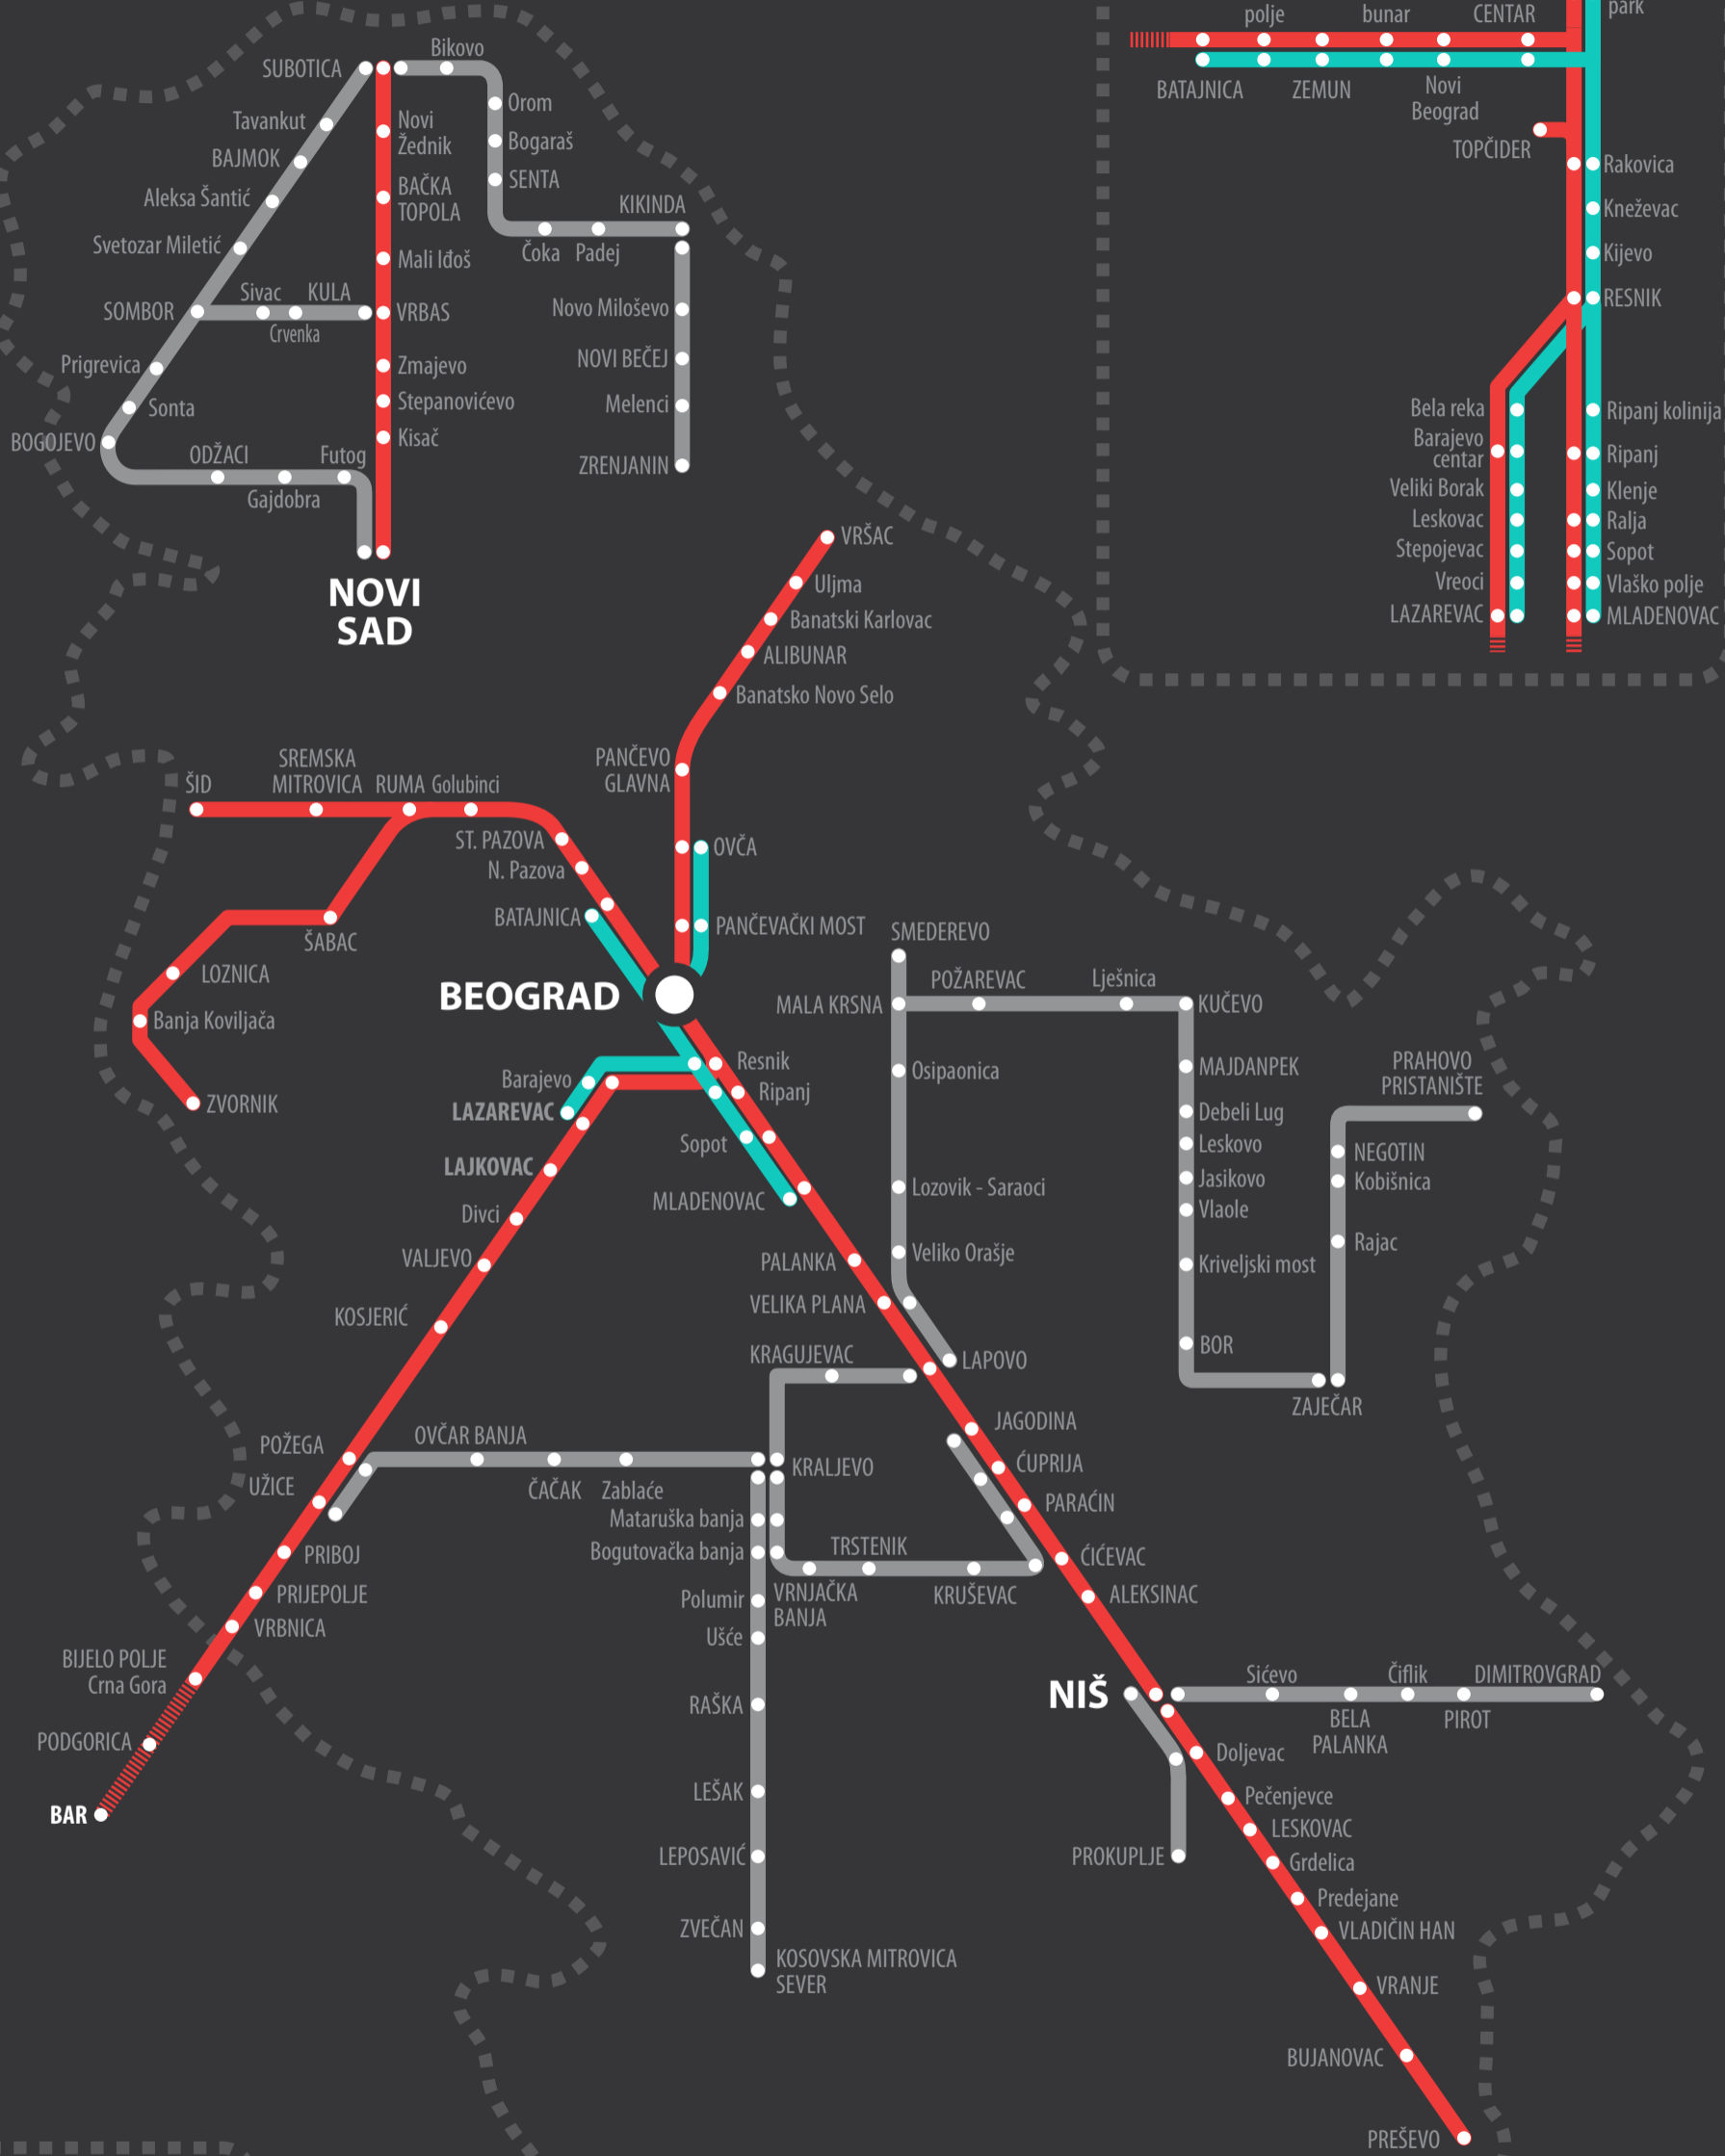 SUBOTICA
Bikovo
Tavankut
BAJMOK
Aleksa Šantić
Svetozar Miletić
SOMBOR
Sivac
KULA
Crvenka
Prigrevica
Sonta
BOGOJEVO
ODŽACI
Futog
Gajdobra
Novi
Žednik
BAČKA
TOPOLA
Mali Iđoš
VRBAS
Zmajevo
Stepanovićevo
Kisač
NOVI
SAD
Orom
Bogaraš
SENTA
Čoka
Padej
KIKINDA
Novo Miloševo
NOVI BEČEJ
Melenci
ZRENJANIN
polje
bunar
CENTAR
park
BATAJNICA
ZEMUN
Novi
Beograd
TOPČIDER
Rakovica
Kneževac
Kijevo
RESNIK
Bela reka
Barajevo
centar
Veliki Borak
Leskovac
Stepojevac
Vreoci
LAZAREVAC
Ripanj kolinija
Ripanj
Klenje
Ralja
Sopot
Vlaško polje
MLADENOVAC
VRŠAC
Uljma
Banatski Karlovac
ALIBUNAR
Banatsko Novo Selo
PANČEVO
GLAVNA
OVČA
PANČEVAČKI MOST
ŠID
SREMSKA
MITROVICA
RUMA
Golubinci
ST. PAZOVA
N. Pazova
BATAJNICA
ŠABAC
LOZNICA
Banja Koviljača
ZVORNIK
BEOGRAD
Resnik
Ripanj
Barajevo
LAZAREVAC
Sopot
MLADENOVAC
LAJKOVAC
Divci
VALJEVO
KOSJERIĆ
POŽEGA
UŽICE
PRIBOJ
PRIJEPOLJE
VRBNICA
BIJELO POLJE
Crna Gora
PODGORICA
BAR
SMEDEREVO
MALA KRSNA
POŽAREVAC
Lješnica
KUČEVO
Osipaonica
Lozovik - Saraoci
Veliko Orašje
MAJDANPEK
Debeli Lug
Leskovo
Jasikovo
Vlaole
Kriveljski most
BOR
ZAJEČAR
PRAHOVO
PRISTANIŠTE
NEGOTIN
Kobišnica
Rajac
PALANKA
VELIKA PLANA
KRAGUJEVAC
LAPOVO
JAGODINA
ĆUPRIJA
PARAĆIN
ĆIĆEVAC
ALEKSINAC
OVČAR BANJA
ČAČAK
Zablaće
KRALJEVO
Mataruška banja
Bogutovačka banja
TRSTENIK
VRNJAČKA
BANJA
KRUŠEVAC
Polumir
Ušće
RAŠKA
LEŠAK
LEPOSAVIĆ
ZVEČAN
KOSOVSKA MITROVICA
SEVER
NIŠ
Sićevo
BELA
PALANKA
Čiflik
PIROT
DIMITROVGRAD
Doljevac
PROKUPLJE
Pečenjevce
LESKOVAC
Grdelica
Predejane
VLADIČIN HAN
VRANJE
BUJANOVAC
PREŠEVO